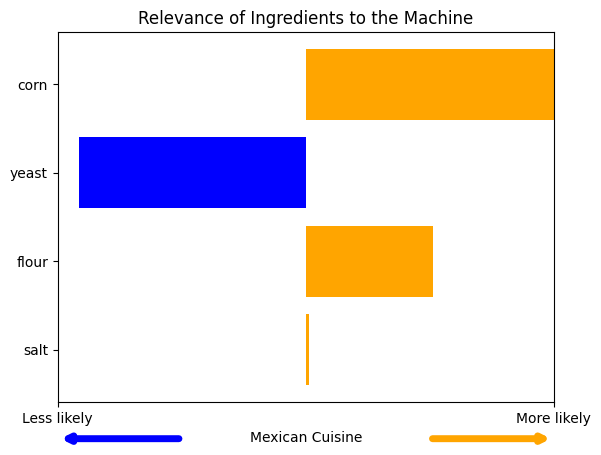 Relevance of Ingredients to the Machine
corn
yeast
flour
salt
Less likely
More likely
Mexican Cuisine